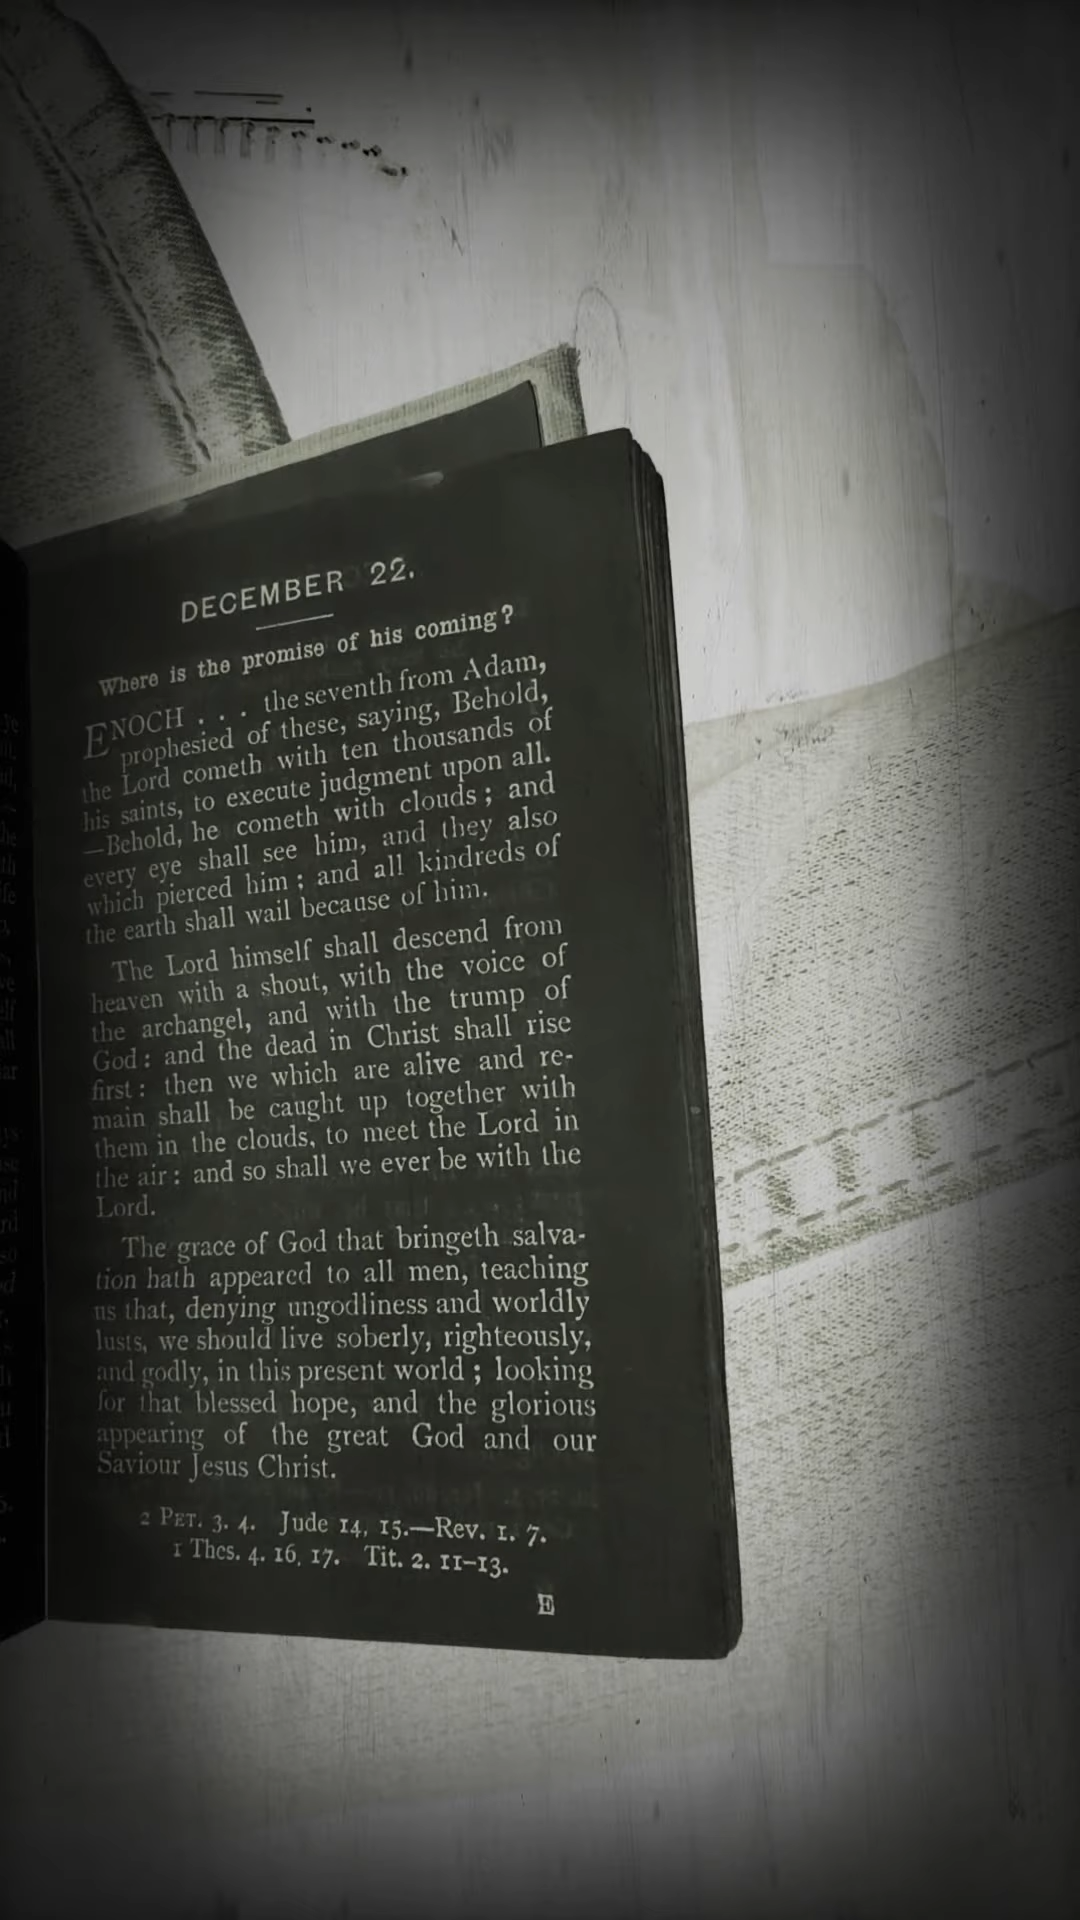 DECEMBER 22.
Where is the promise of his coming?
ENOCH . . . the seventh from Adam,
prophesied of these, saying, Behold,
the Lord cometh with ten thousands of
his saints, to execute judgment upon all.
—Behold, he cometh with clouds; and
every eye shall see him, and they also
which pierced him; and all kindreds of
the earth shall wail because of him.
The Lord himself shall descend from
heaven with a shout, with the voice of
the archangel, and with the trump of
God: and the dead in Christ shall rise
first: then we which are alive and re-
main shall be caught up together with
them in the clouds, to meet the Lord in
the air: and so shall we ever be with the
Lord.
The grace of God that bringeth salva-
tion hath appeared to all men, teaching
us that, denying ungodliness and worldly
lusts, we should live soberly, righteously,
and godly, in this present world; looking
for that blessed hope, and the glorious
appearing of the great God and our
Saviour Jesus Christ.
2 PET. 3. 4. Jude 14, 15.—Rev. 1. 7.
1 Thes. 4. 16, 17. Tit. 2. 11–13.
E